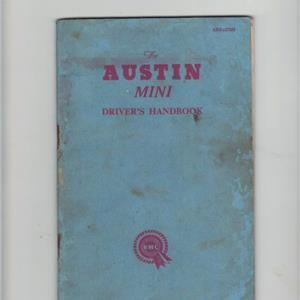 The
AUSTIN
MINI
DRIVER'S HANDBOOK
BMC